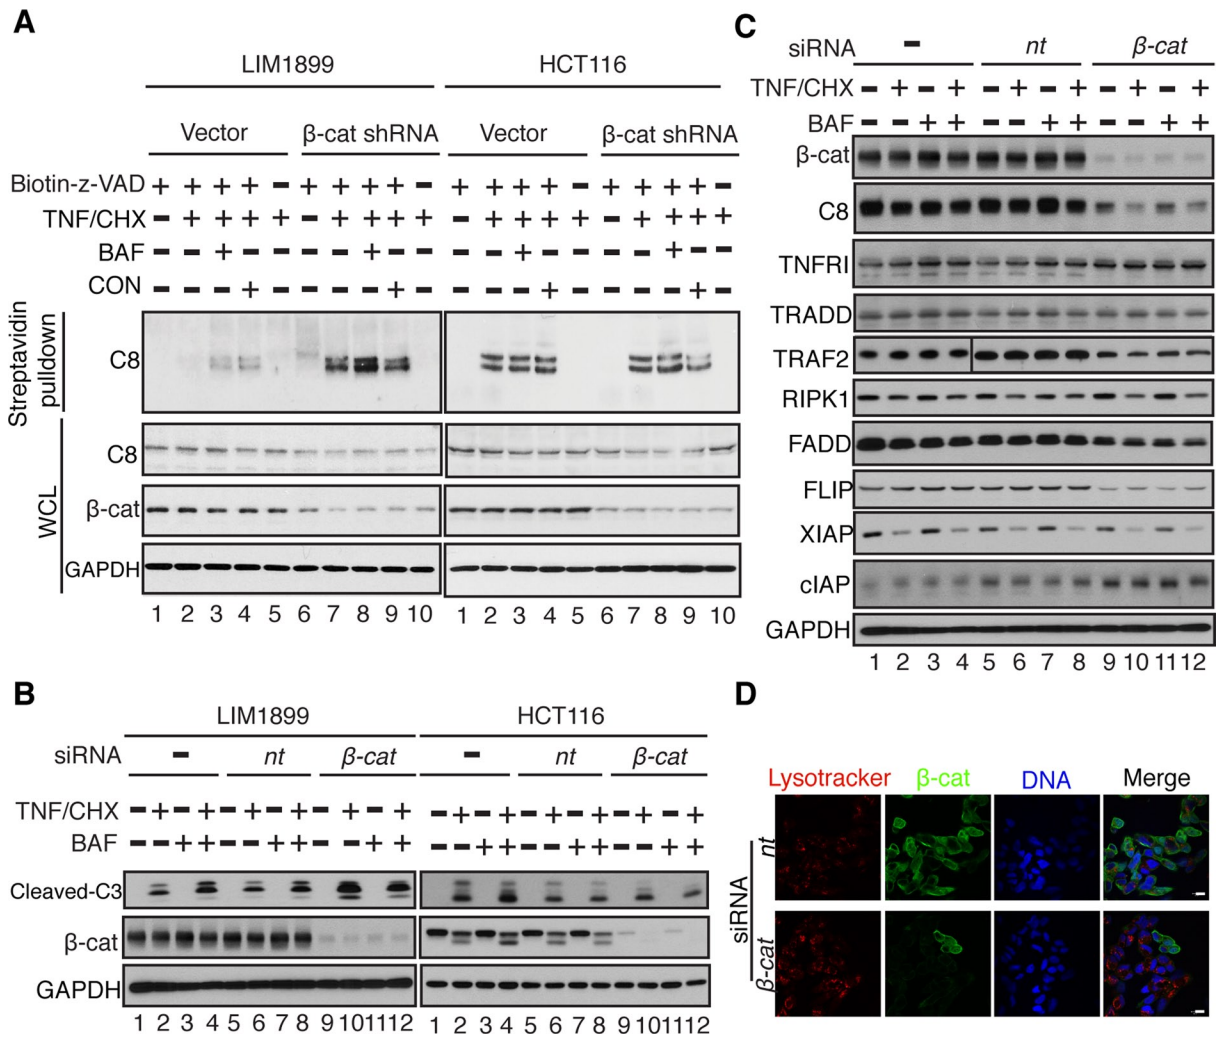 A
LIM1899 HCT116
Vector β-cat shRNA Vector β-cat shRNA
Biotin-z-VAD + + + + - + + + + - + + + + - + + + + -
TNF/CHX - + + + + - + + + + - + + + + - + + + +
BAF - - + - - - - + - - - - + - - - - + - -
CON - - - + - - - - + - - - - + - - - - + -
Streptavidin pulldown
C8
WCL
C8
β-cat
GAPDH
1 2 3 4 5 6 7 8 9 10 1 2 3 4 5 6 7 8 9 10
B
LIM1899 HCT116
siRNA - nt β-cat - nt β-cat
TNF/CHX - + - + - + - + - + - + - + - + - + - + - + - +
BAF - - + + - - + + - - + + - - + + - - + + - - + +
Cleaved-C3
β-cat
GAPDH
1 2 3 4 5 6 7 8 9 10 11 12 1 2 3 4 5 6 7 8 9 10 11 12
C
siRNA - nt β-cat
TNF/CHX - + - + - + - + - + - +
BAF - - + + - - + + - - + +
β-cat
C8
TNFRI
TRADD
TRAF2
RIPK1
FADD
FLIP
XIAP
cIAP
GAPDH
1 2 3 4 5 6 7 8 9 10 11 12
D
Lysotracker β-cat DNA Merge
siRNA
nt
β-cat